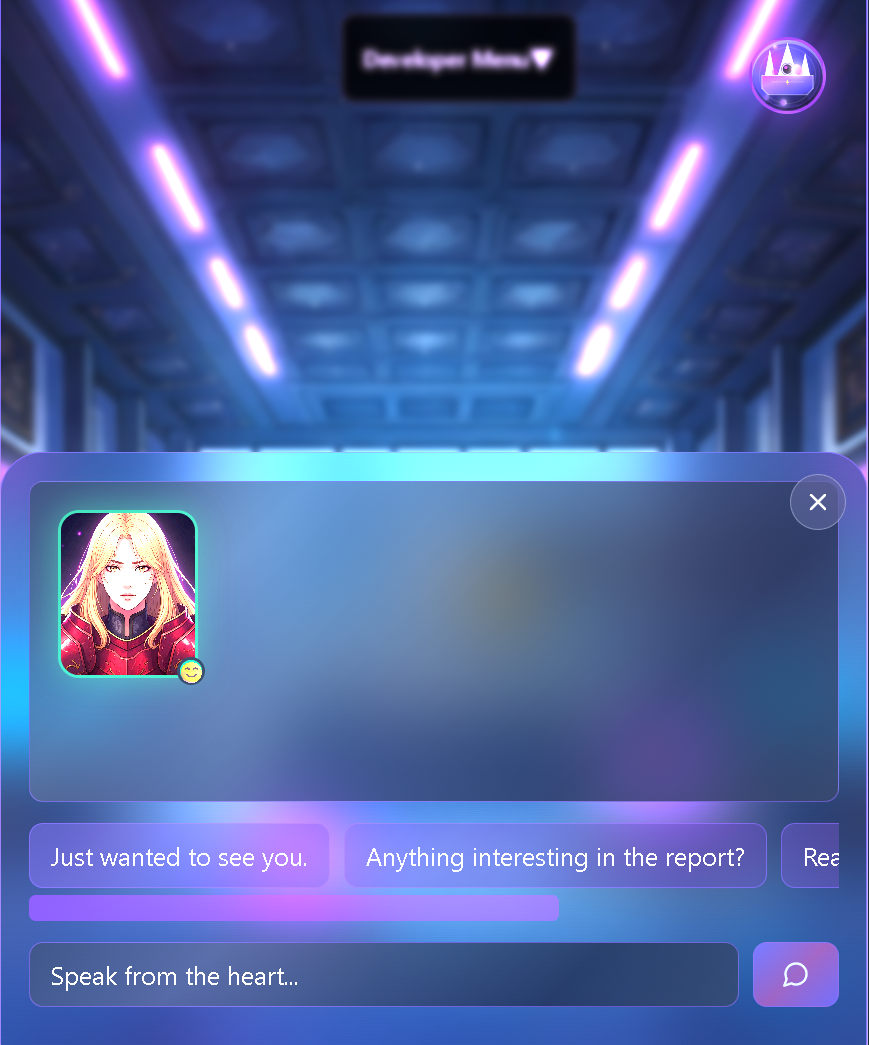 Developer Menu▼
Just wanted to see you.
Anything interesting in the report?
Rea
Speak from the heart...